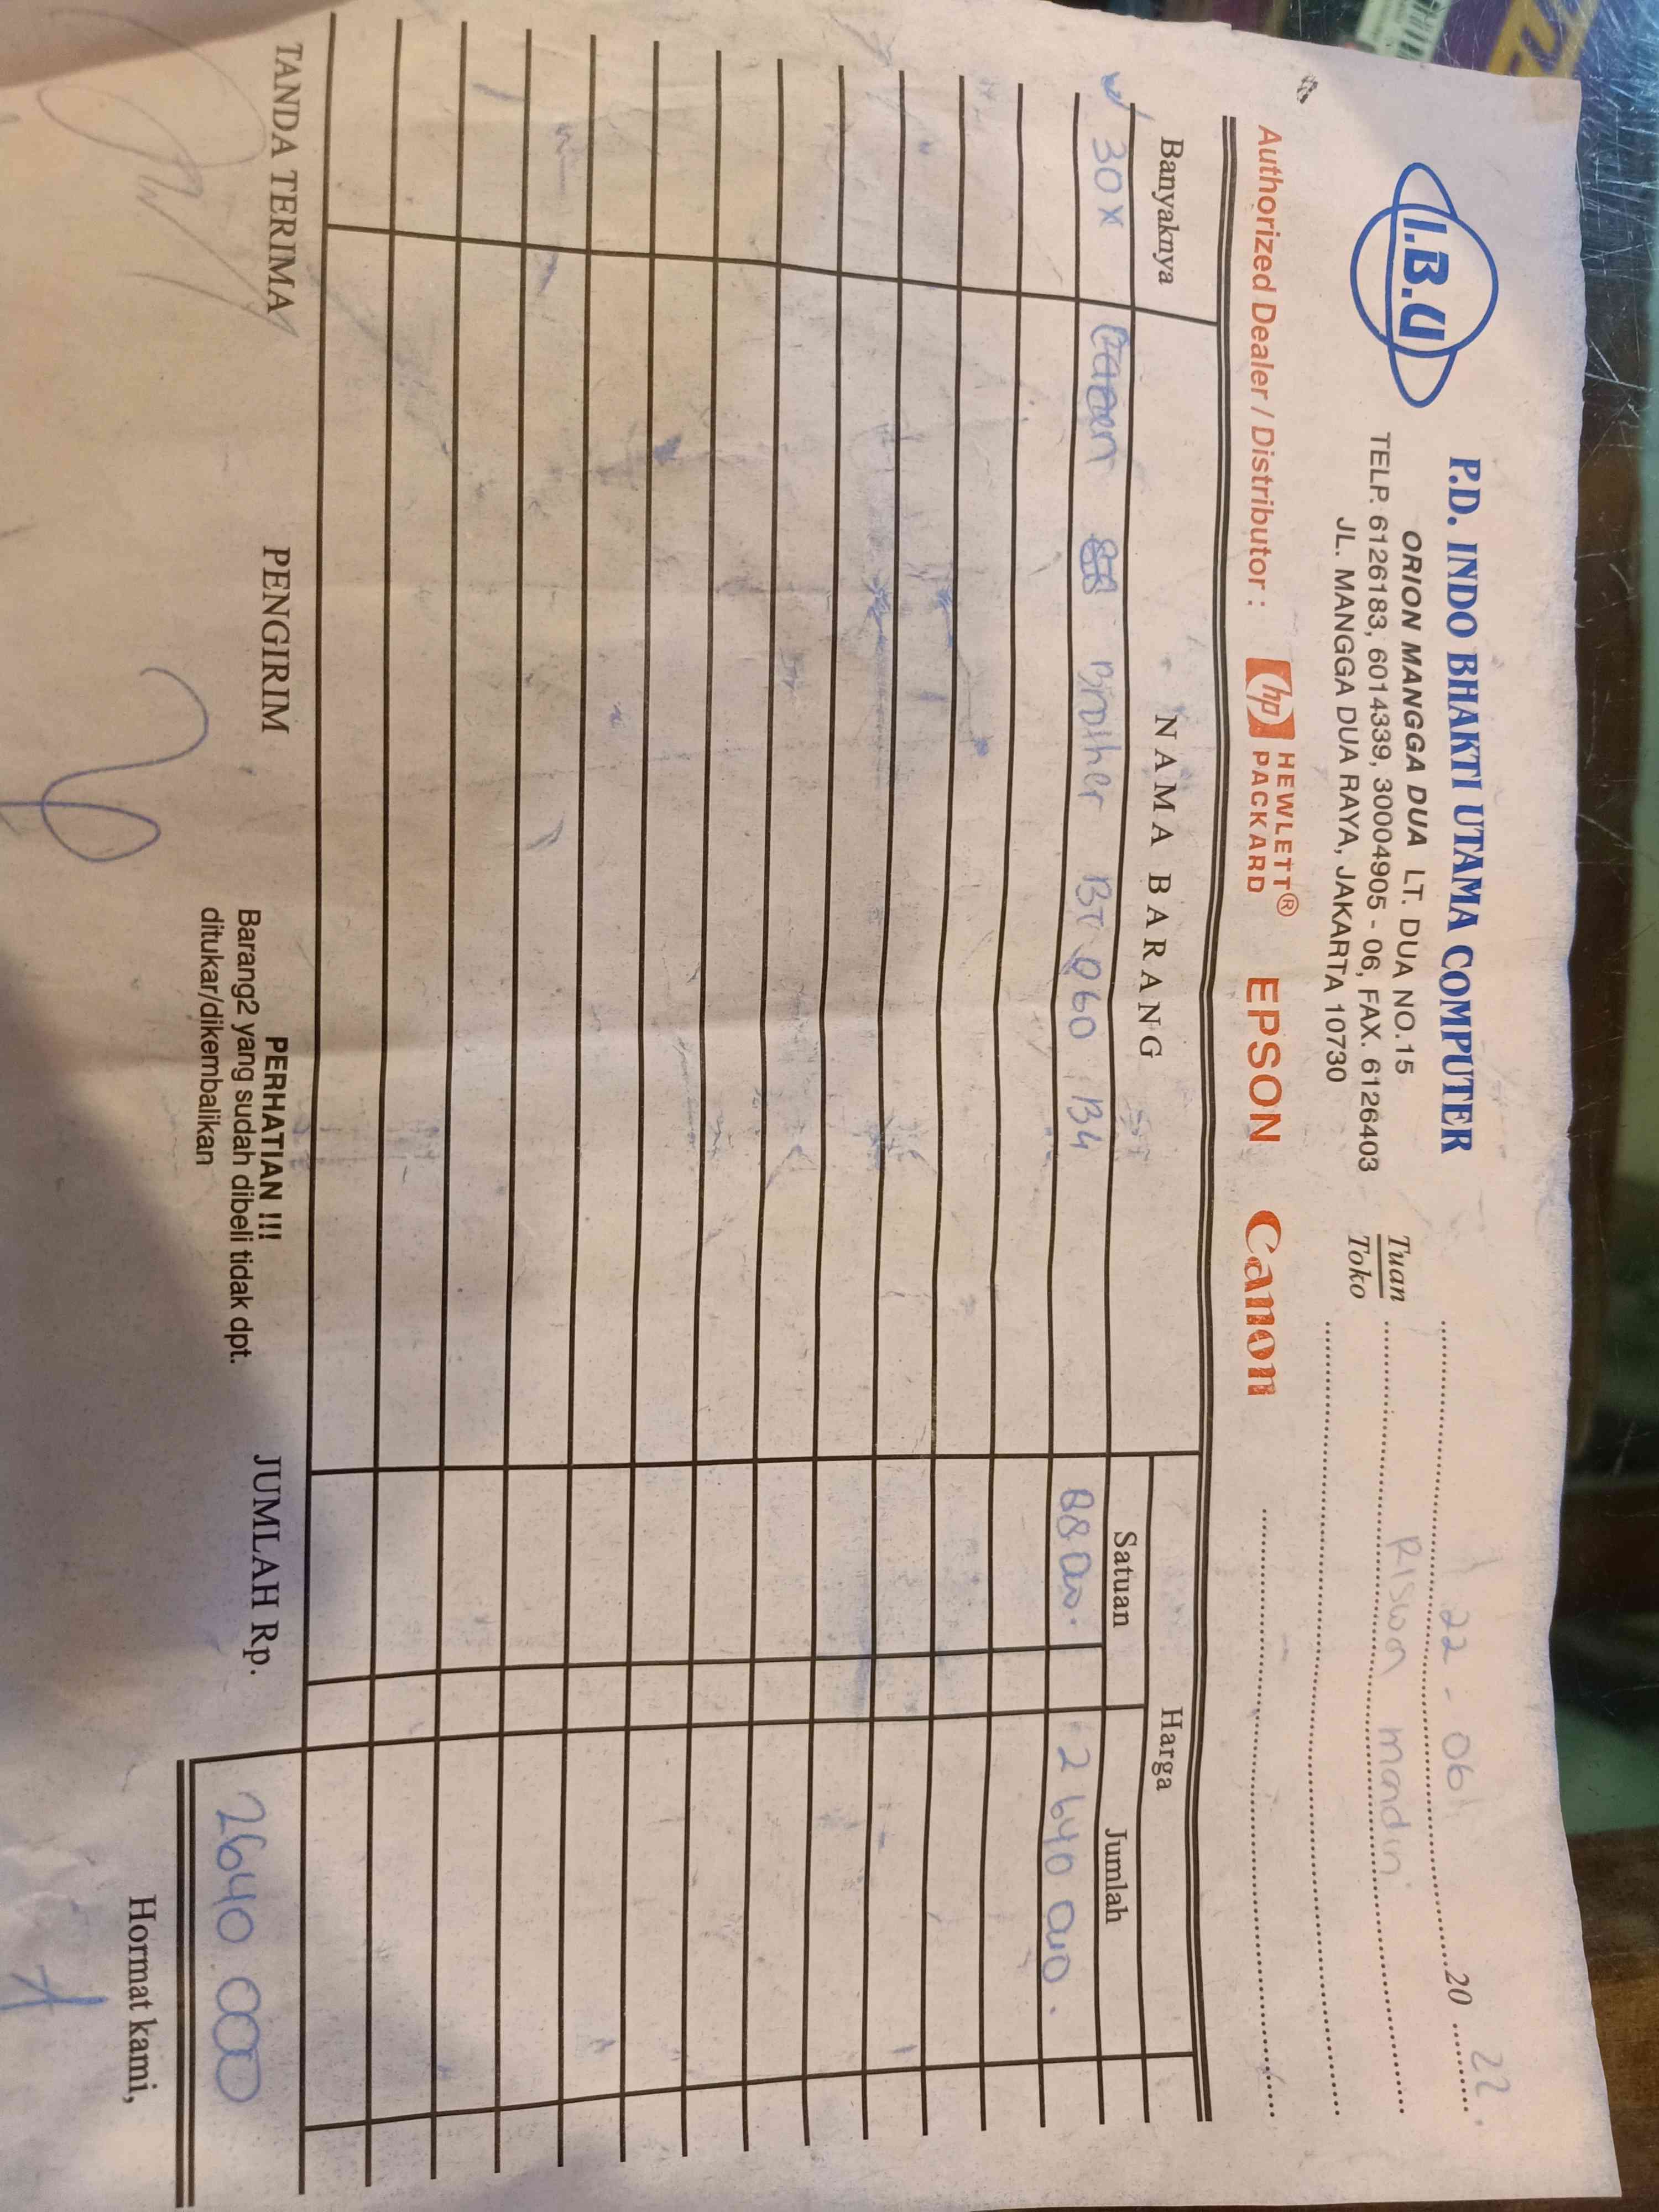 I.B.U
P.D. INDO BHAKTI UTAMA COMPUTER
ORION MANGGA DUA LT. DUA NO.15
TELP. 6126183, 6014339, 30004905 - 06, FAX. 6126403
JL. MANGGA DUA RAYA, JAKARTA 10730
22 - 06 20 22.
Tuan Riswan mandiri
Toko
Authorized Dealer / Distributor : hp HEWLETT® PACKARD EPSON Canon
Banyaknya NAMA BARANG Harga
Satuan Jumlah
30 X Brother BT 060 B4 88 000. 2 640 000.
TANDA TERIMA PENGIRIM JUMLAH Rp. 2640 000
PERHATIAN !!!
Barang2 yang sudah dibeli tidak dpt.
ditukar/dikembalikan
Hormat kami,